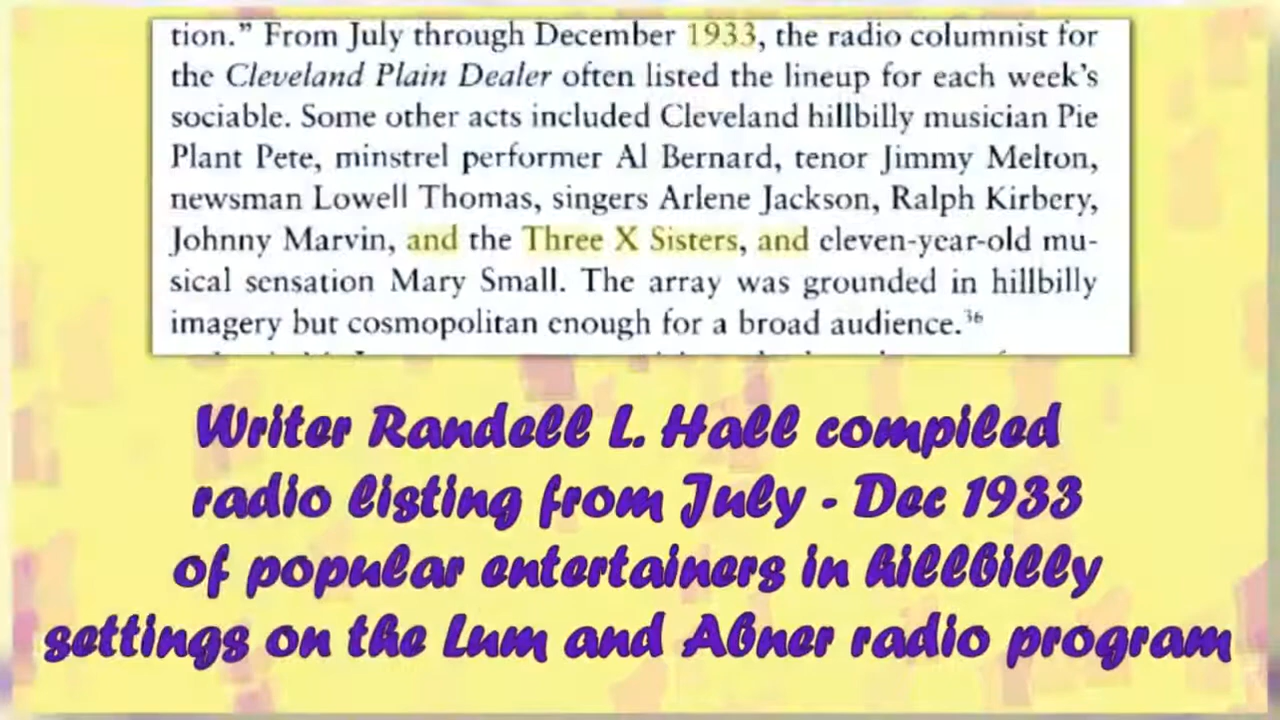 tion.” From July through December 1933, the radio columnist for
the Cleveland Plain Dealer often listed the lineup for each week’s
sociable. Some other acts included Cleveland hillbilly musician Pie
Plant Pete, minstrel performer Al Bernard, tenor Jimmy Melton,
newsman Lowell Thomas, singers Arlene Jackson, Ralph Kirbery,
Johnny Marvin, and the Three X Sisters, and eleven-year-old mu-
sical sensation Mary Small. The array was grounded in hillbilly
imagery but cosmopolitan enough for a broad audience.36
Writer Randell L. Hall compiled
radio listing from July - Dec 1933
of popular entertainers in hillbilly
settings on the Lum and Abner radio program